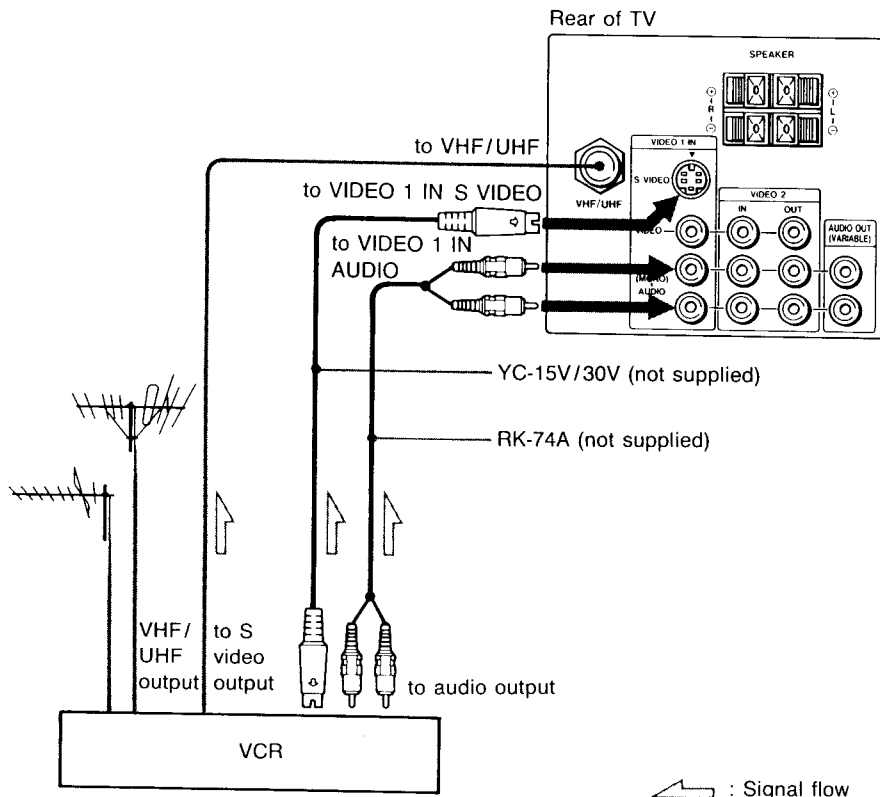 Rear of TV
SPEAKER
R
L
to VHF/UHF
VHF/UHF
VIDEO 1 IN
S VIDEO
to VIDEO 1 IN S VIDEO
VIDEO 2
IN
OUT
AUDIO OUT
(VARIABLE)
to VIDEO 1 IN
AUDIO
(MONO)
AUDIO
YC-15V/30V (not supplied)
RK-74A (not supplied)
VHF/
UHF
output
to S
video
output
to audio output
VCR
: Signal flow